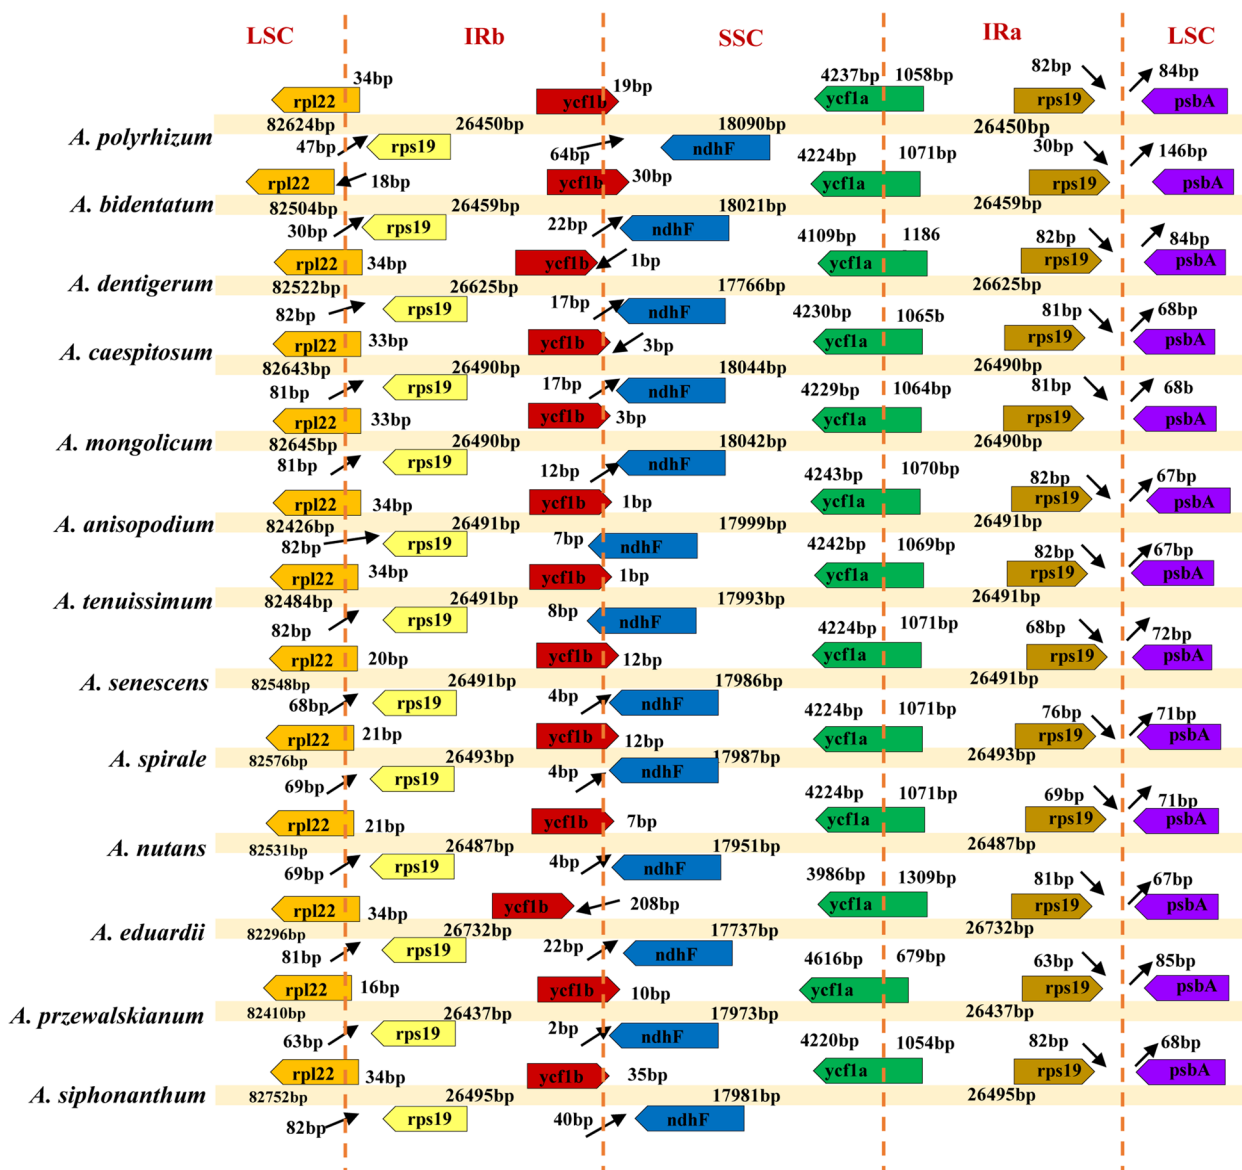 LSC IRb SSC IRa LSC
34bp 19bp 4237bp 1058bp 82bp 84bp
rpl22 ycf1b ycf1a rps19 psbA
A. polyrhizum 82624bp 26450bp 18090bp 26450bp
47bp rps19 64bp ndhF
4224bp 1071bp 30bp 146bp
rpl22 18bp ycf1b 30bp ycf1a rps19 psbA
A. bidentatum 82504bp 26459bp 18021bp 26459bp
30bp rps19 22bp ndhF
4109bp 1186 82bp 84bp
rpl22 34bp ycf1b 1bp ycf1a rps19 psbA
A. dentigerum 82522bp 26625bp 17766bp 26625bp
82bp rps19 17bp ndhF
4230bp 1065b 81bp 68bp
rpl22 33bp ycf1b 3bp ycf1a rps19 psbA
A. caespitosum 82643bp 26490bp 18044bp 26490bp
81bp rps19 17bp ndhF
4229bp 1064bp 81bp 68b
rpl22 33bp ycf1b 3bp ycf1a rps19 psbA
A. mongolicum 82645bp 26490bp 18042bp 26490bp
81bp rps19 12bp ndhF
4243bp 1070bp 82bp 67bp
rpl22 34bp ycf1b 1bp ycf1a rps19 psbA
A. anisopodium 82426bp 26491bp 17999bp 26491bp
82bp rps19 7bp ndhF
4242bp 1069bp 82bp 67bp
rpl22 34bp ycf1b 1bp ycf1a rps19 psbA
A. tenuissimum 82484bp 26491bp 17993bp 26491bp
82bp rps19 8bp ndhF
4224bp 1071bp 68bp 72bp
rpl22 20bp ycf1b 12bp ycf1a rps19 psbA
A. senescens 82548bp 26491bp 17986bp 26491bp
68bp rps19 4bp ndhF
4224bp 1071bp 76bp 71bp
rpl22 21bp ycf1b 12bp ycf1a rps19 psbA
A. spirale 82576bp 26493bp 17987bp 26493bp
69bp rps19 4bp ndhF
4224bp 1071bp 69bp 71bp
rpl22 21bp ycf1b 7bp ycf1a rps19 psbA
A. nutans 82531bp 26487bp 17951bp 26487bp
69bp rps19 4bp ndhF
3986bp 1309bp 81bp 67bp
rpl22 34bp ycf1b 208bp ycf1a rps19 psbA
A. eduardii 82296bp 26732bp 17737bp 26732bp
81bp rps19 22bp ndhF
4616bp 679bp 63bp 85bp
rpl22 16bp ycf1b 10bp ycf1a rps19 psbA
A. przewalskianum 82410bp 26437bp 17973bp 26437bp
63bp rps19 2bp ndhF
4220bp 1054bp 82bp 68bp
rpl22 34bp ycf1b 35bp ycf1a rps19 psbA
A. siphonanthum 82752bp 26495bp 17981bp 26495bp
82bp rps19 40bp ndhF